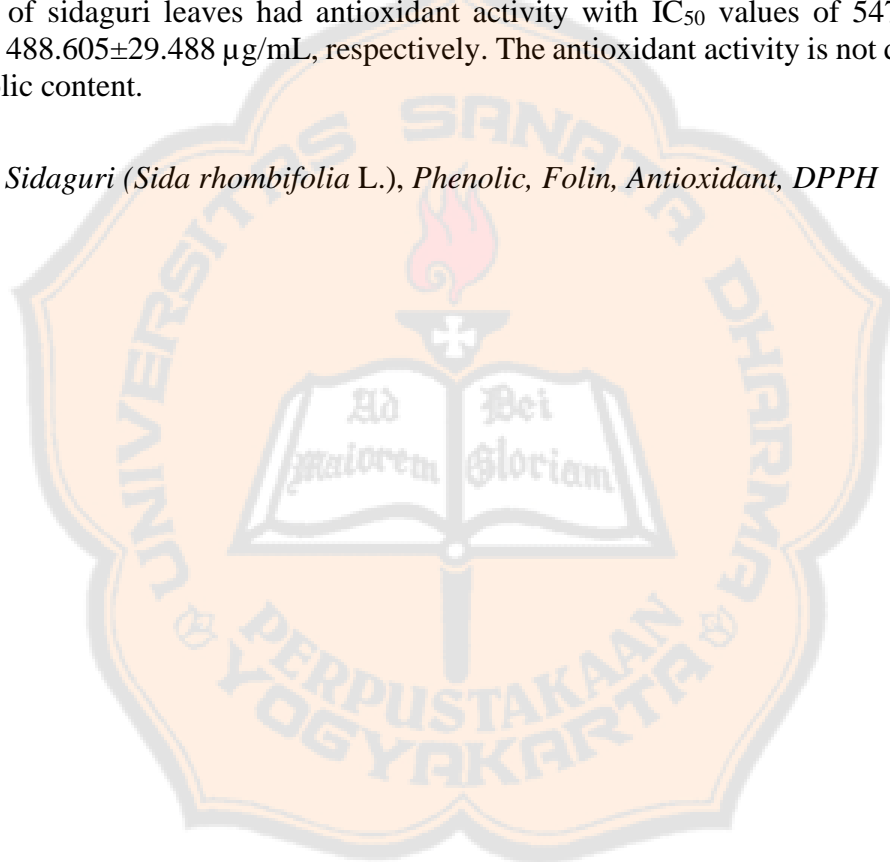 of sidaguri leaves had antioxidant activity with IC₅₀ values of 547
488.605±29.488 µg/mL, respectively. The antioxidant activity is not
lic content.
Sidaguri (Sida rhombifolia L.), Phenolic, Folin, Antioxidant, DPPH
UNIVERSITAS SANATA DHARMA
Ad Dei
Maiorem Gloriam
PERPUSTAKAAN
YOGYAKARTA